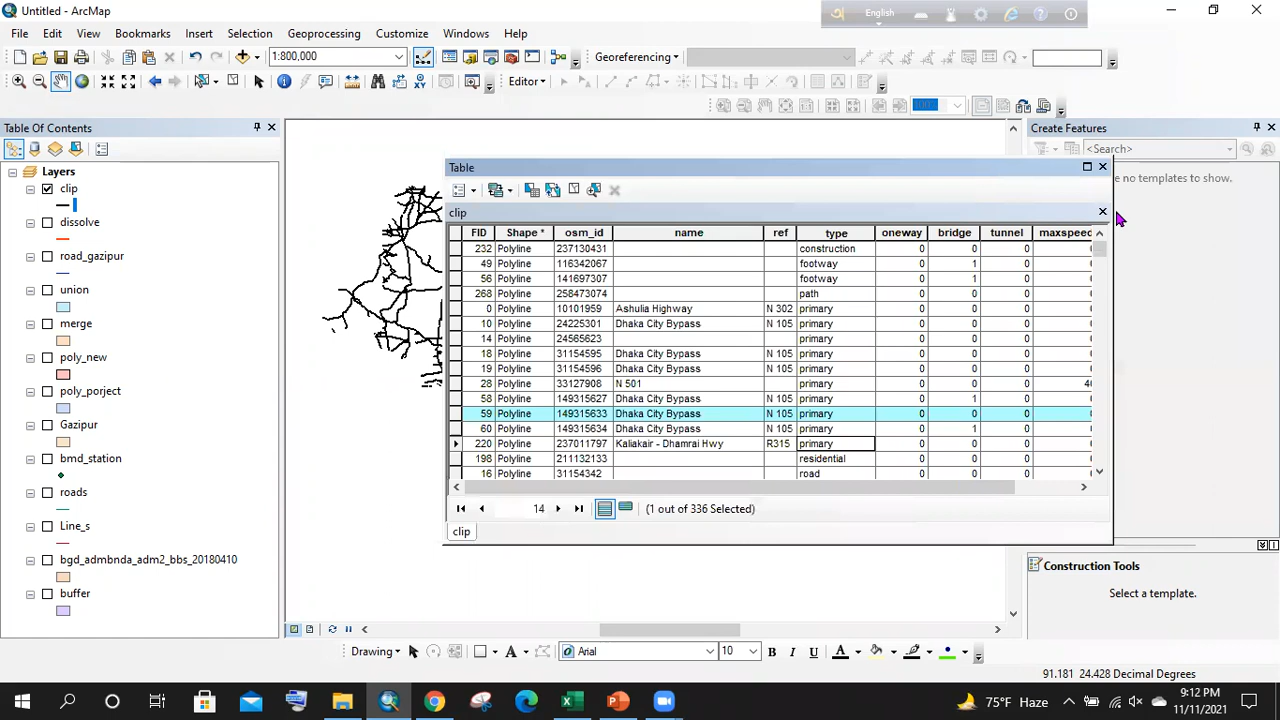 Untitled - ArcMap
English
File Edit View Bookmarks Insert Selection Geoprocessing Customize Windows Help
1:800,000 Georeferencing
Editor
Table Of Contents
Create Features
<Search>
e no templates to show.
Layers
clip
dissolve
road_gazipur
union
merge
poly_new
poly_porject
Gazipur
bmd_station
roads
Line_s
bgd_admbnda_adm2_bbs_20180410
buffer
Table
clip
FID Shape * osm_id name ref type oneway bridge tunnel maxspeed
232 Polyline 237130431 construction 0 0 0
49 Polyline 116342067 footway 0 1 0
56 Polyline 141697307 footway 0 1 0
268 Polyline 258473074 path 0 0 0
0 Polyline 10101959 Ashulia Highway N 302 primary 0 0 0
10 Polyline 24225301 Dhaka City Bypass N 105 primary 0 0 0
14 Polyline 24565623 primary 0 0 0
18 Polyline 31154595 Dhaka City Bypass N 105 primary 0 0 0
19 Polyline 31154596 Dhaka City Bypass N 105 primary 0 0 0
28 Polyline 33127908 N 501 primary 0 0 0 40
58 Polyline 149315627 Dhaka City Bypass N 105 primary 0 1 0
59 Polyline 149315633 Dhaka City Bypass N 105 primary 0 0 0
60 Polyline 149315634 Dhaka City Bypass N 105 primary 0 1 0
220 Polyline 237011797 Kaliakair - Dhamrai Hwy R315 primary 0 0 0
198 Polyline 211132133 residential 0 0 0
16 Polyline 31154342 road 0 0 0
14 (1 out of 336 Selected)
clip
Construction Tools
Select a template.
Drawing Arial 10 B I U A
91.181 24.428 Decimal Degrees
75°F Haze
9:12 PM
11/11/2021